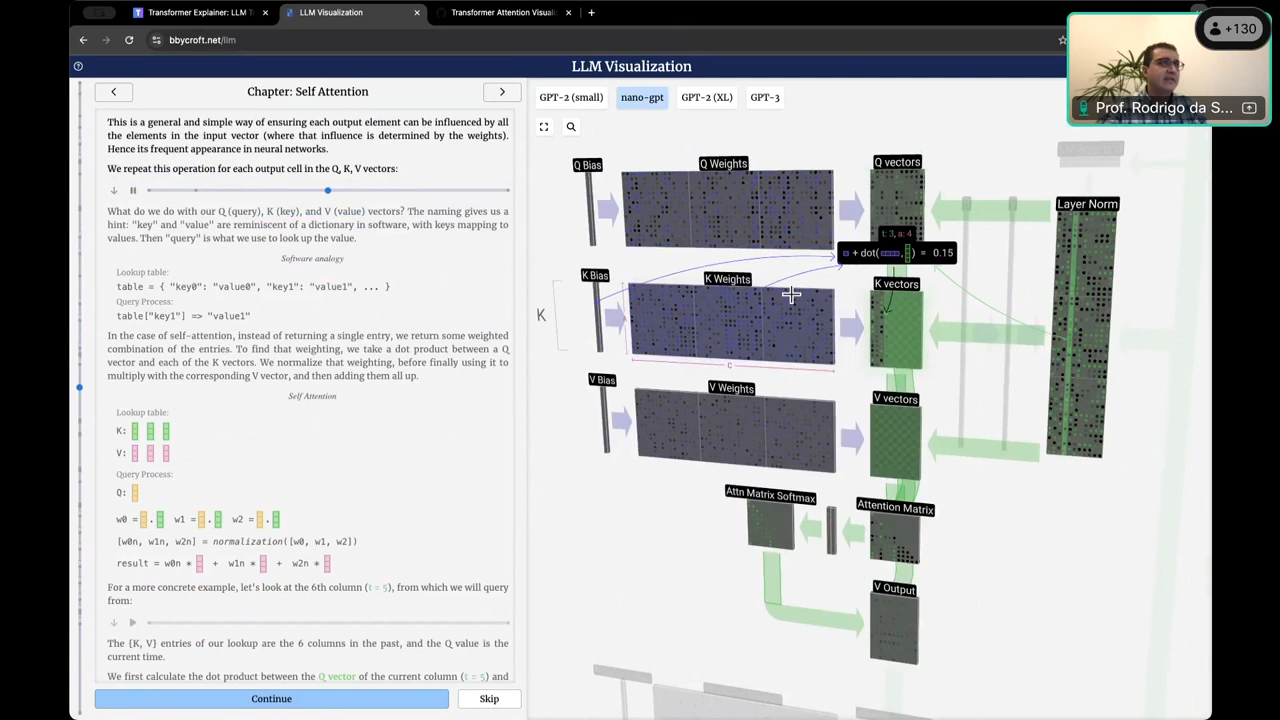 Transformer Explainer: LLM T
LLM Visualization
Transformer Attention Visuali
bbycroft.net/llm
+130
Prof. Rodrigo da S...
LLM Visualization
Chapter: Self Attention
GPT-2 (small)
nano-gpt
GPT-2 (XL)
GPT-3
This is a general and simple way of ensuring each output element can be influenced by all
the elements in the input vector (where that influence is determined by the weights).
Hence its frequent appearance in neural networks.
We repeat this operation for each output cell in the Q, K, V vectors:
What do we do with our Q (query), K (key), and V (value) vectors? The naming gives us a
hint: "key" and "value" are reminiscent of a dictionary in software, with keys mapping to
values. Then "query" is what we use to look up the value.
Software analogy
Lookup table:
table = { "key0": "value0", "key1": "value1", ... }
Query Process:
table["key1"] => "value1"
In the case of self-attention, instead of returning a single entry, we return some weighted
combination of the entries. To find that weighting, we take a dot product between a Q
vector and each of the K vectors. We normalize that weighting, before finally using it to
multiply with the corresponding V vector, and then adding them all up.
Self Attention
Lookup table:
K:
V:
Query Process:
Q:
w0 = . w1 = . w2 = .
[w0n, w1n, w2n] = normalization([w0, w1, w2])
result = w0n * + w1n * + w2n *
For a more concrete example, let's look at the 6th column (t = 5), from which we will query
from:
The {K, V} entries of our lookup are the 6 columns in the past, and the Q value is the
current time.
We first calculate the dot product between the Q vector of the current column (t = 5) and
Continue
Skip
Q Bias
Q Weights
Q vectors
Layer Norm
t: 3, a: 4
+ dot( , ) = 0.15
K Bias
K Weights
K vectors
K
C
V Bias
V Weights
V vectors
Attn Matrix Softmax
Attention Matrix
V Output